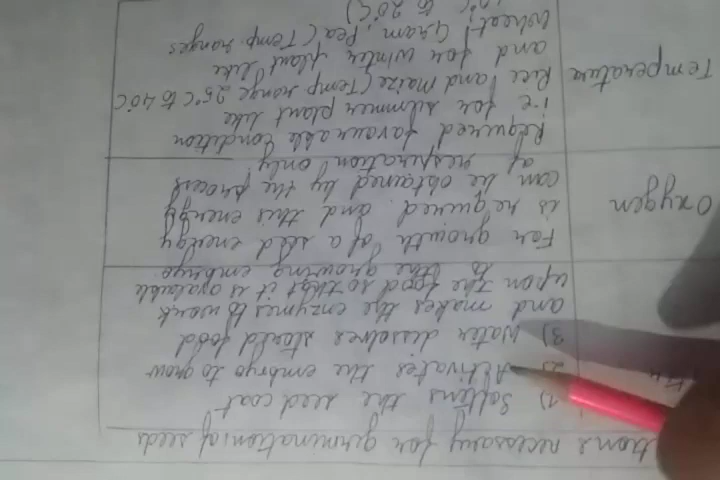 tions necessary for germination of seeds
1) Softens the seed coat
2) Activates the embryo to grow
3) Water dissolves stored food
and makes the enzymes to work
upon the food so that it is available
to the growing embryo.
Oxygen
For growth of a seed energy
is required and this energy
can be obtained by the process
of respiration only
Temperature
Required favourable condition
i.e for summer plant like
Rice and Maize (Temp range 25°C to 40°C
and for winter plant like
Wheat, Gram, Pea (Temp. ranges
to 20°C)